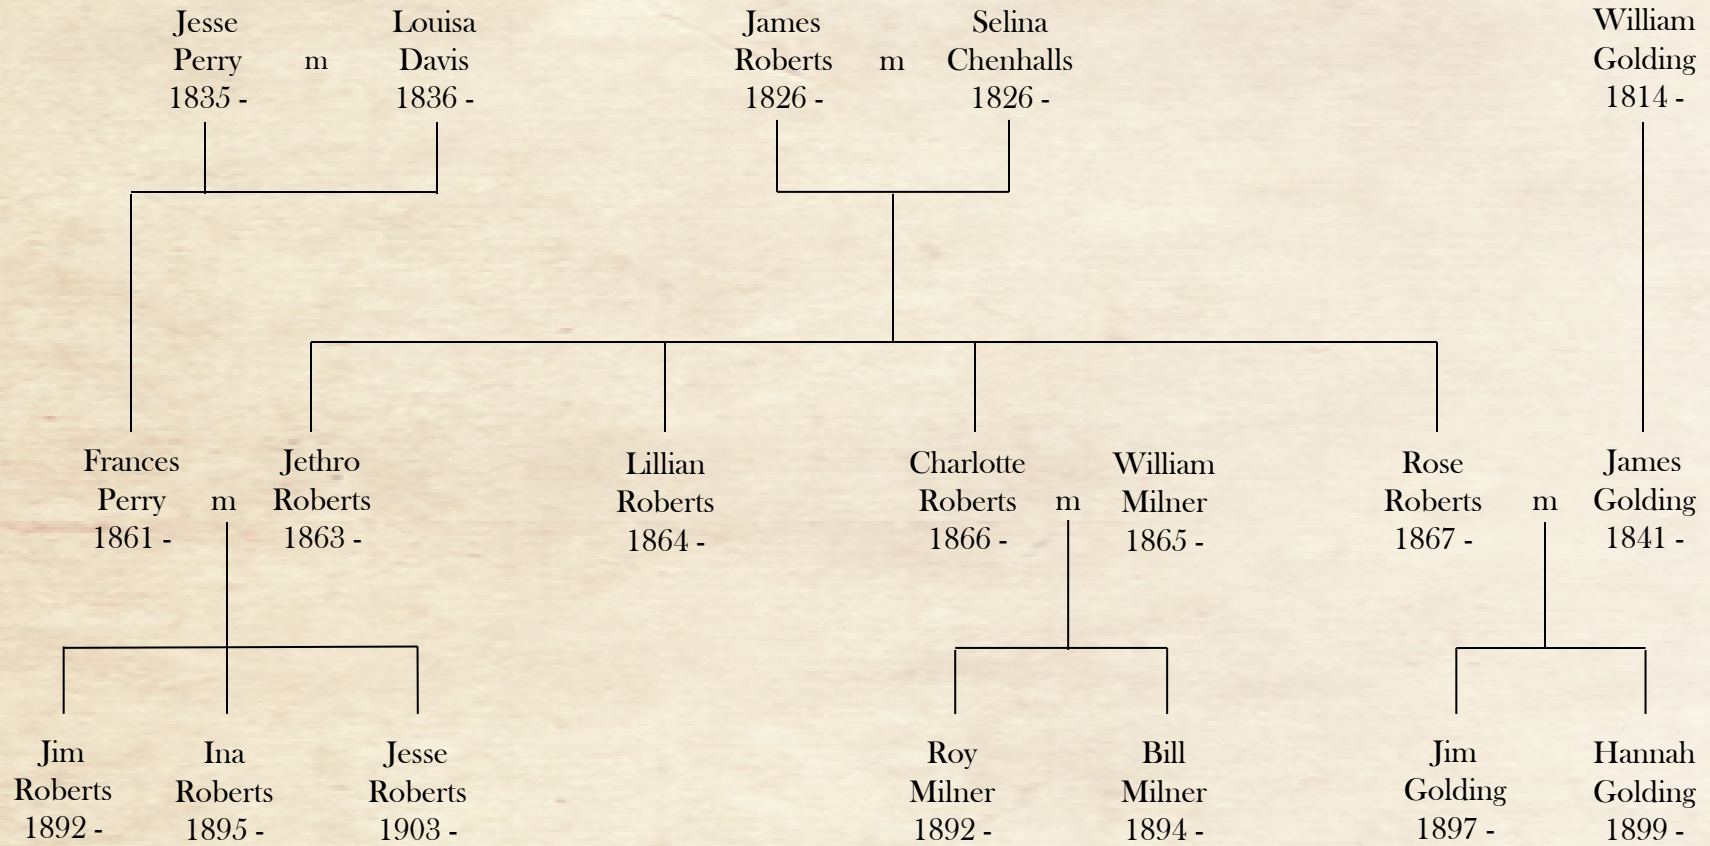 Jesse
Perry
1835 -
m
Louisa
Davis
1836 -
James
Roberts
1826 -
m
Selina
Chenhalls
1826 -
William
Golding
1814 -
Frances
Perry
1861 -
m
Jethro
Roberts
1863 -
Lillian
Roberts
1864 -
Charlotte
Roberts
1866 -
m
William
Milner
1865 -
Rose
Roberts
1867 -
m
James
Golding
1841 -
Jim
Roberts
1892 -
Ina
Roberts
1895 -
Jesse
Roberts
1903 -
Roy
Milner
1892 -
Bill
Milner
1894 -
Jim
Golding
1897 -
Hannah
Golding
1899 -